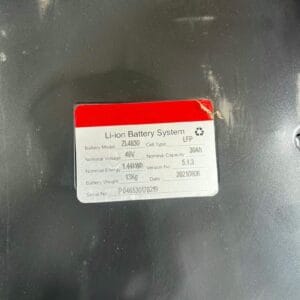 Li-ion Battery System
Battery Model ZL4830 Cell Type LFP
Nominal Voltage 48V Nominal Capacity 30Ah
Nominal Energy 1.44kWh Version No 5.1.3
Battery Weight 13Kg Date
Serial No